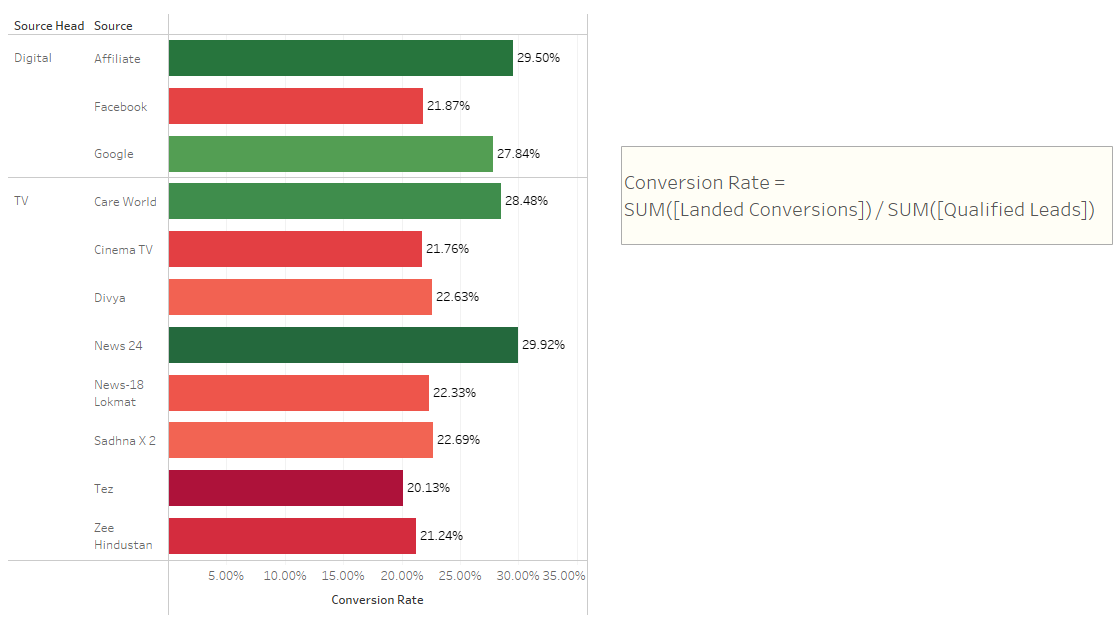 Source Head Source
Digital Affiliate 29.50%
Facebook 21.87%
Google 27.84%
TV Care World 28.48%
Cinema TV 21.76%
Divya 22.63%
News 24 29.92%
News-18
Lokmat 22.33%
Sadhna X 2 22.69%
Tez 20.13%
Zee
Hindustan 21.24%
5.00% 10.00% 15.00% 20.00% 25.00% 30.00% 35.00%
Conversion Rate
Conversion Rate =
SUM([Landed Conversions]) / SUM([Qualified Leads])